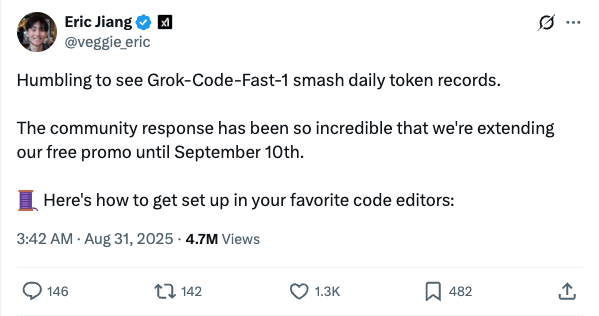 Eric Jiang
@veggie_eric
Humbling to see Grok-Code-Fast-1 smash daily token records.
The community response has been so incredible that we're extending
our free promo until September 10th.
🧵 Here's how to get set up in your favorite code editors:
3:42 AM · Aug 31, 2025 · 4.7M Views
146 142 1.3K 482